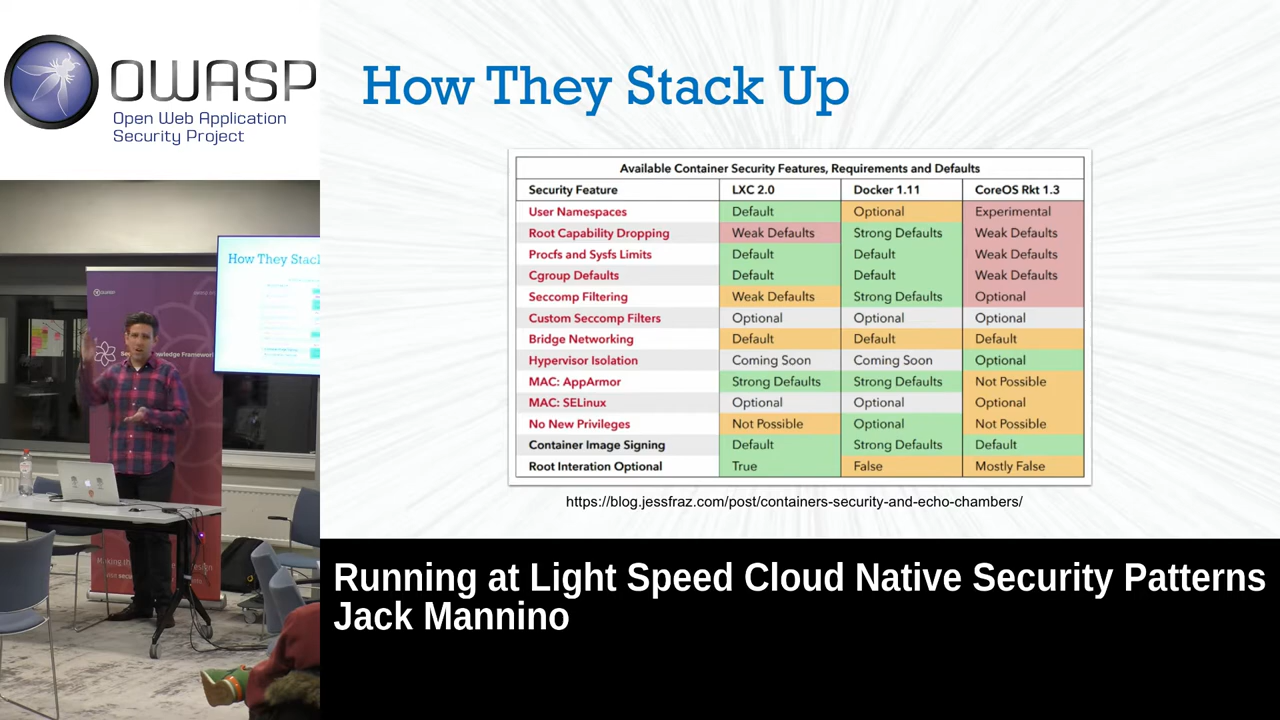 OWASP
Open Web Application
Security Project
How They Stack Up
Available Container Security Features, Requirements and Defaults
Security Feature LXC 2.0 Docker 1.11 CoreOS Rkt 1.3
User Namespaces Default Optional Experimental
Root Capability Dropping Weak Defaults Strong Defaults Weak Defaults
Procfs and Sysfs Limits Default Default Weak Defaults
Cgroup Defaults Default Default Weak Defaults
Seccomp Filtering Weak Defaults Strong Defaults Optional
Custom Seccomp Filters Optional Optional Optional
Bridge Networking Default Default Default
Hypervisor Isolation Coming Soon Coming Soon Optional
MAC: AppArmor Strong Defaults Strong Defaults Not Possible
MAC: SELinux Optional Optional Optional
No New Privileges Not Possible Optional Not Possible
Container Image Signing Default Strong Defaults Default
Root Interation Optional True False Mostly False
https://blog.jessfraz.com/post/containers-security-and-echo-chambers/
How They Stac
Running at Light Speed Cloud Native Security Patterns
Jack Mannino